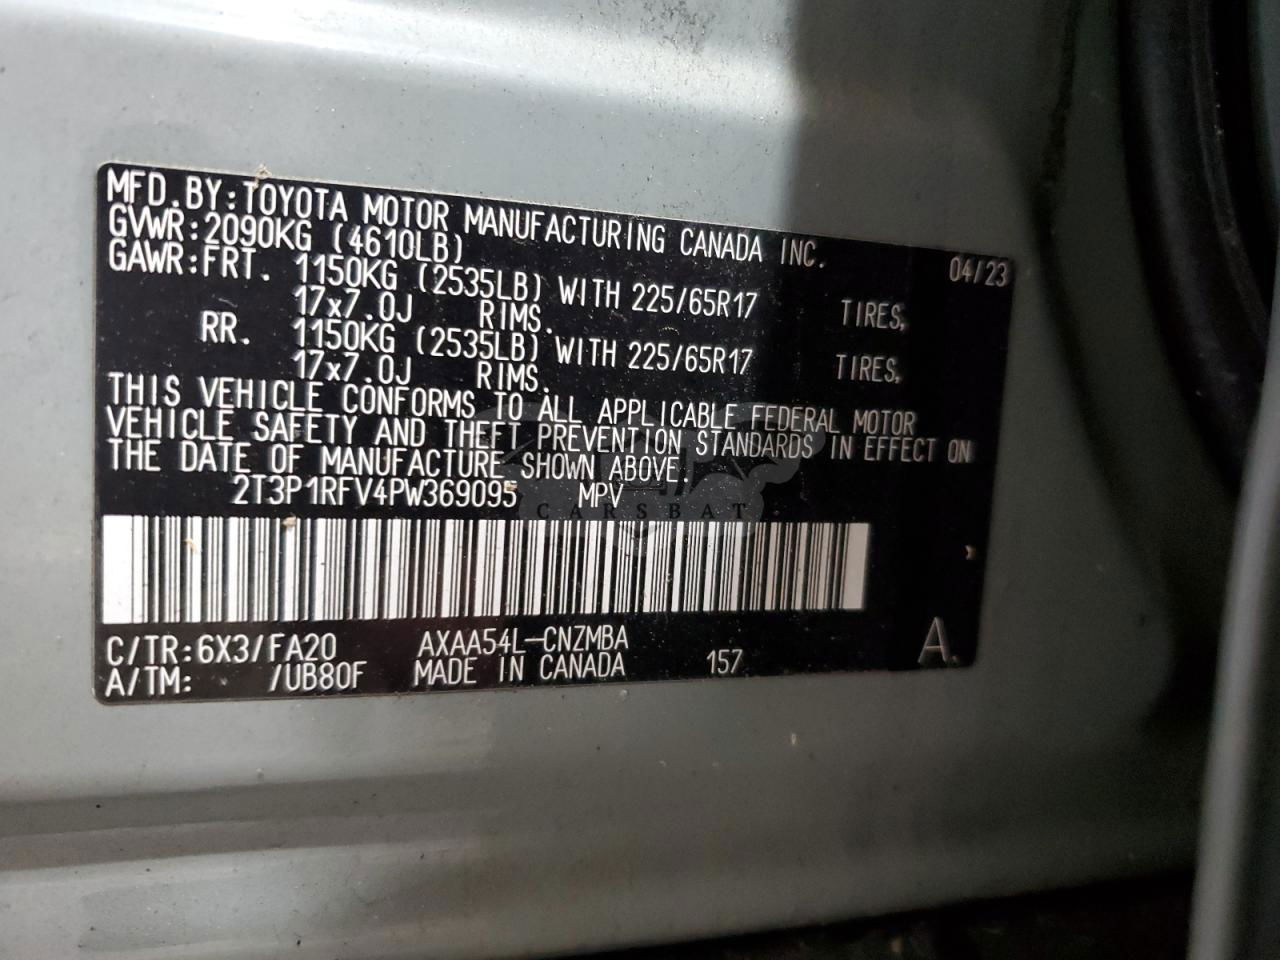 MFD.BY:TOYOTA MOTOR MANUFACTURING CANADA INC. 04/23
GVWR:2090KG (4610LB)
GAWR:FRT. 1150KG (2535LB) WITH 225/65R17 TIRES,
17x7.0J RIMS.
RR. 1150KG (2535LB) WITH 225/65R17 TIRES,
17x7.0J RIMS.
THIS VEHICLE CONFORMS TO ALL APPLICABLE FEDERAL MOTOR
VEHICLE SAFETY AND THEFT PREVENTION STANDARDS IN EFFECT ON
THE DATE OF MANUFACTURE SHOWN ABOVE.
2T3P1RFV4PW369095 MPV
CARSBAT
C/TR:6X3/FA20 AXAA54L-CNZMBA
A/TM: /UB80F MADE IN CANADA 157 A.